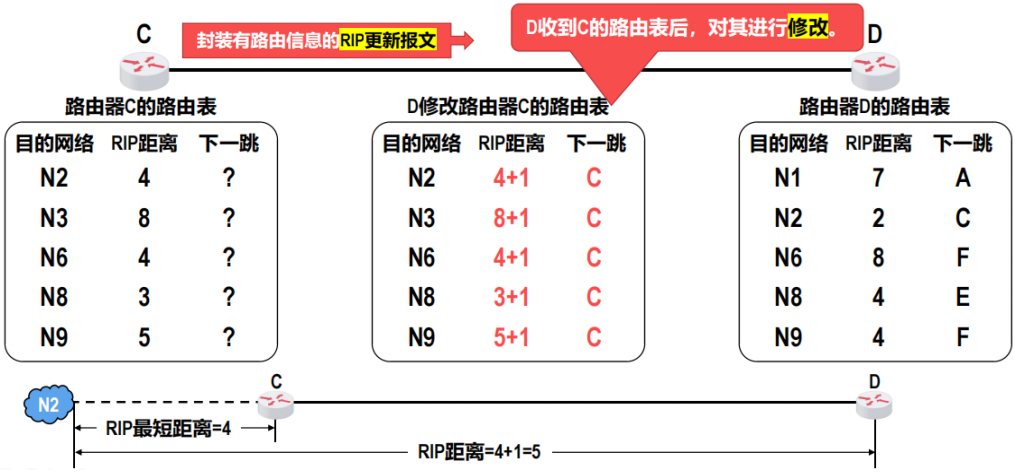 C
封装有路由信息的RIP更新报文
D收到C的路由表后，对其进行修改。
D
路由器C的路由表
目的网络 RIP距离 下一跳
N2 4 ?
N3 8 ?
N6 4 ?
N8 3 ?
N9 5 ?
D修改路由器C的路由表
目的网络 RIP距离 下一跳
N2 4+1 C
N3 8+1 C
N6 4+1 C
N8 3+1 C
N9 5+1 C
路由器D的路由表
目的网络 RIP距离 下一跳
N1 7 A
N2 2 C
N6 8 F
N8 4 E
N9 4 F
N2
C
D
RIP最短距离=4
RIP距离=4+1=5